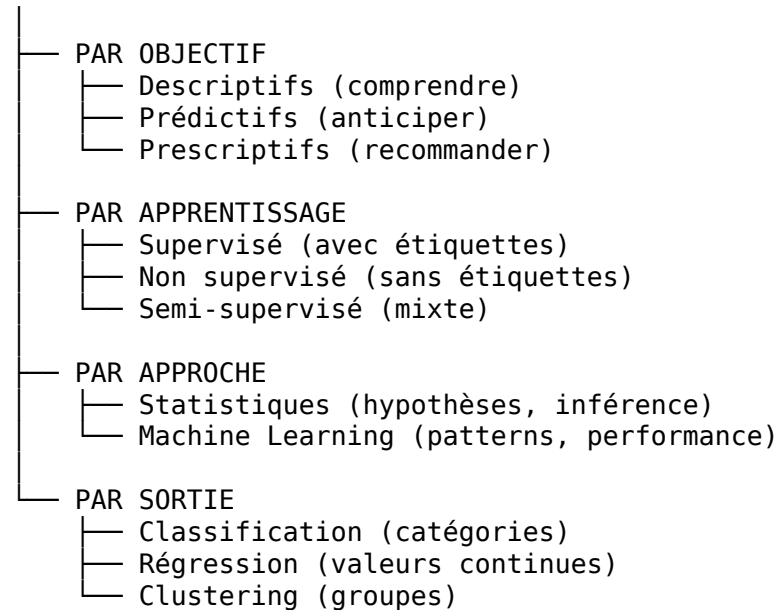 │
├── PAR OBJECTIF
│   ├── Descriptifs (comprendre)
│   ├── Prédictifs (anticiper)
│   └── Prescriptifs (recommander)
│
├── PAR APPRENTISSAGE
│   ├── Supervisé (avec étiquettes)
│   ├── Non supervisé (sans étiquettes)
│   └── Semi-supervisé (mixte)
│
├── PAR APPROCHE
│   ├── Statistiques (hypothèses, inférence)
│   └── Machine Learning (patterns, performance)
│
└── PAR SORTIE
    ├── Classification (catégories)
    ├── Régression (valeurs continues)
    └── Clustering (groupes)